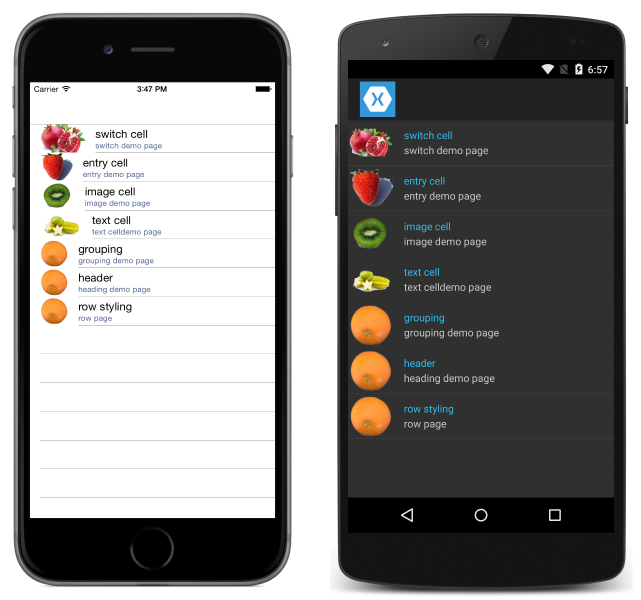 Carrier 3:47 PM
switch cell
switch demo page
entry cell
entry demo page
image cell
image demo page
text cell
text celldemo page
grouping
grouping demo page
header
heading demo page
row styling
row page
6:57
switch cell
switch demo page
entry cell
entry demo page
image cell
image demo page
text cell
text celldemo page
grouping
grouping demo page
header
heading demo page
row styling
row page